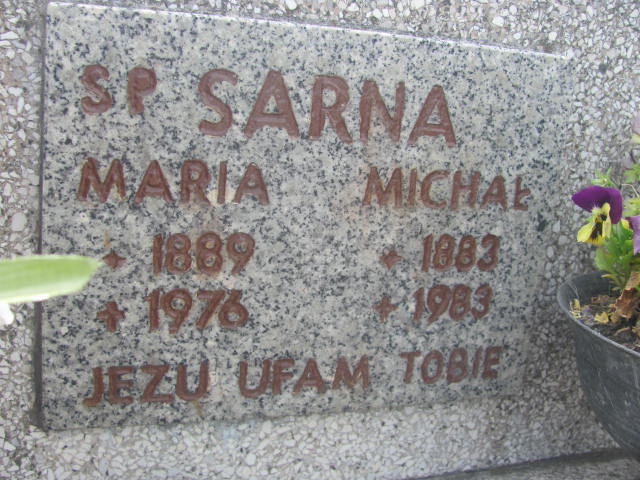 SP SARNA
MARIA MICHAŁ
+ 1889 + 1883
+ 1976 + 1983
JEZU UFAM TOBIE